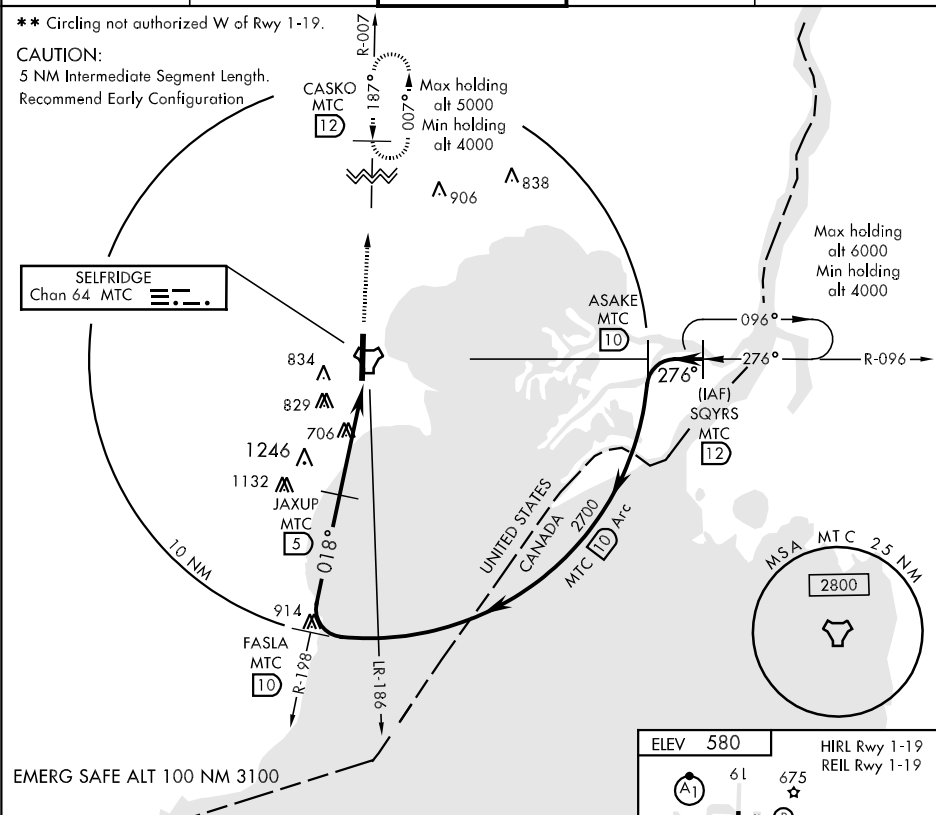 ** Circling not authorized W of Rwy 1-19.
CAUTION:
5 NM Intermediate Segment Length.
Recommend Early Configuration
R-007
CASKO
MTC
12
187°
007°
Max holding
alt 5000
Min holding
alt 4000
906
838
Max holding
alt 6000
Min holding
alt 4000
SELFRIDGE
Chan 64 MTC
ASAKE
MTC
10
096°
276°
R-096
276°
(IAF)
SQYRS
MTC
12
834
829
706
1246
1132
JAXUP
MTC
5
018°
10 NM
UNITED STATES
CANADA
2700
MTC 10 Arc
914
FASLA
MTC
10
R-198
LR-186
MSA MTC 25 NM
2800
EMERG SAFE ALT 100 NM 3100
ELEV 580
HIRL Rwy 1-19
REIL Rwy 1-19
A1
19
675